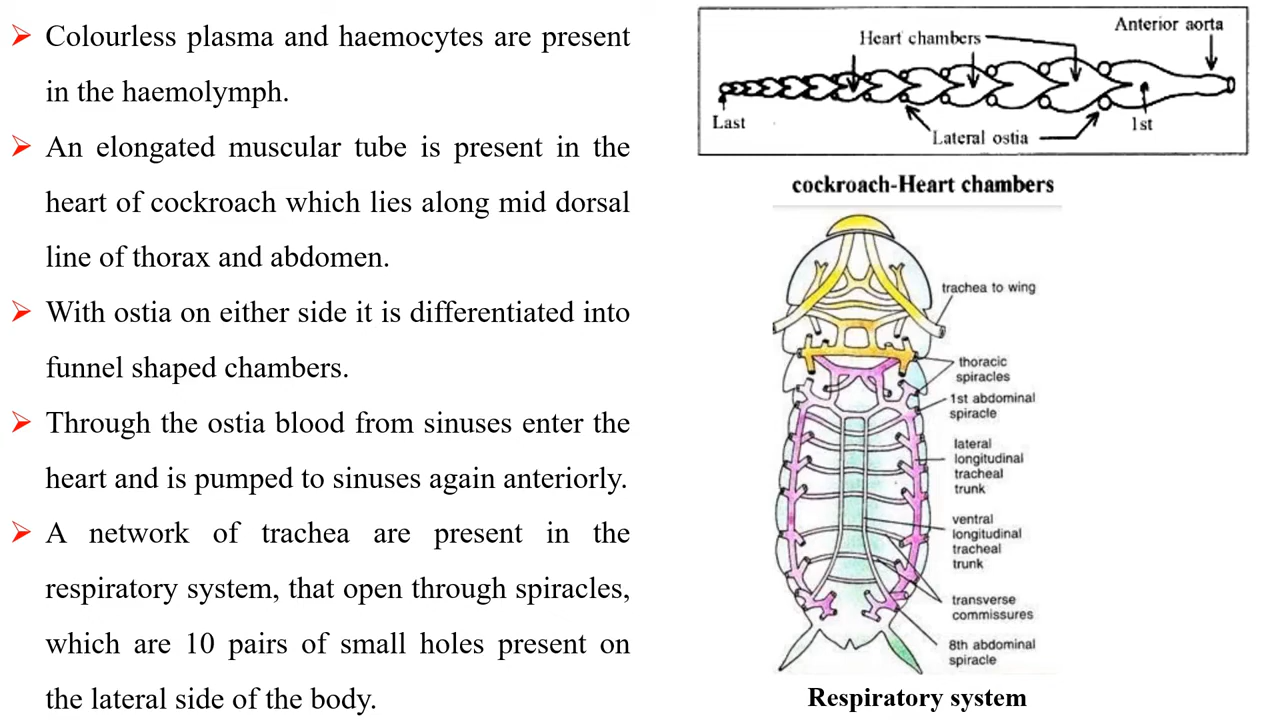 Colourless plasma and haemocytes are present
in the haemolymph.
An elongated muscular tube is present in the
heart of cockroach which lies along mid dorsal
line of thorax and abdomen.
With ostia on either side it is differentiated into
funnel shaped chambers.
Through the ostia blood from sinuses enter the
heart and is pumped to sinuses again anteriorly.
A network of trachea are present in the
respiratory system, that open through spiracles,
which are 10 pairs of small holes present on
the lateral side of the body.
Anterior aorta
Heart chambers
Last
Lateral ostia
1st
cockroach-Heart chambers
trachea to wing
thoracic
spiracles
1st abdominal
spiracle
lateral
longitudinal
tracheal
trunk
ventral
longitudinal
tracheal
trunk
transverse
commissures
8th abdominal
spiracle
Respiratory system